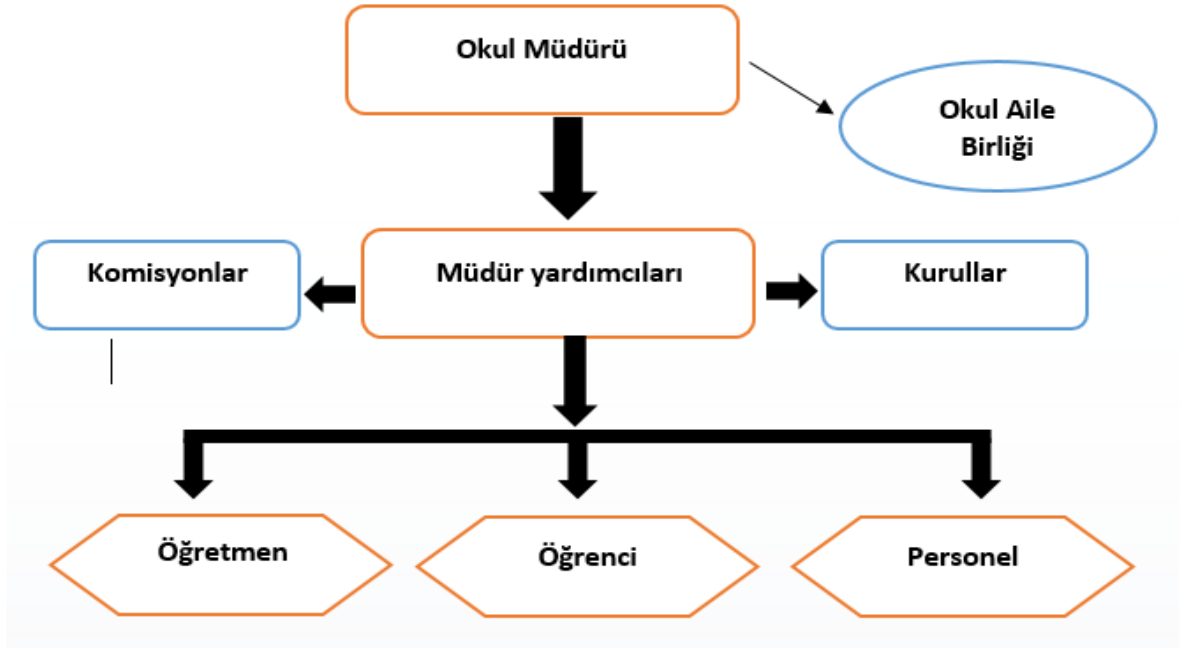 Okul Müdürü
Okul Aile
Birliği
Komisyonlar
Müdür yardımcıları
Kurullar
Öğretmen
Öğrenci
Personel